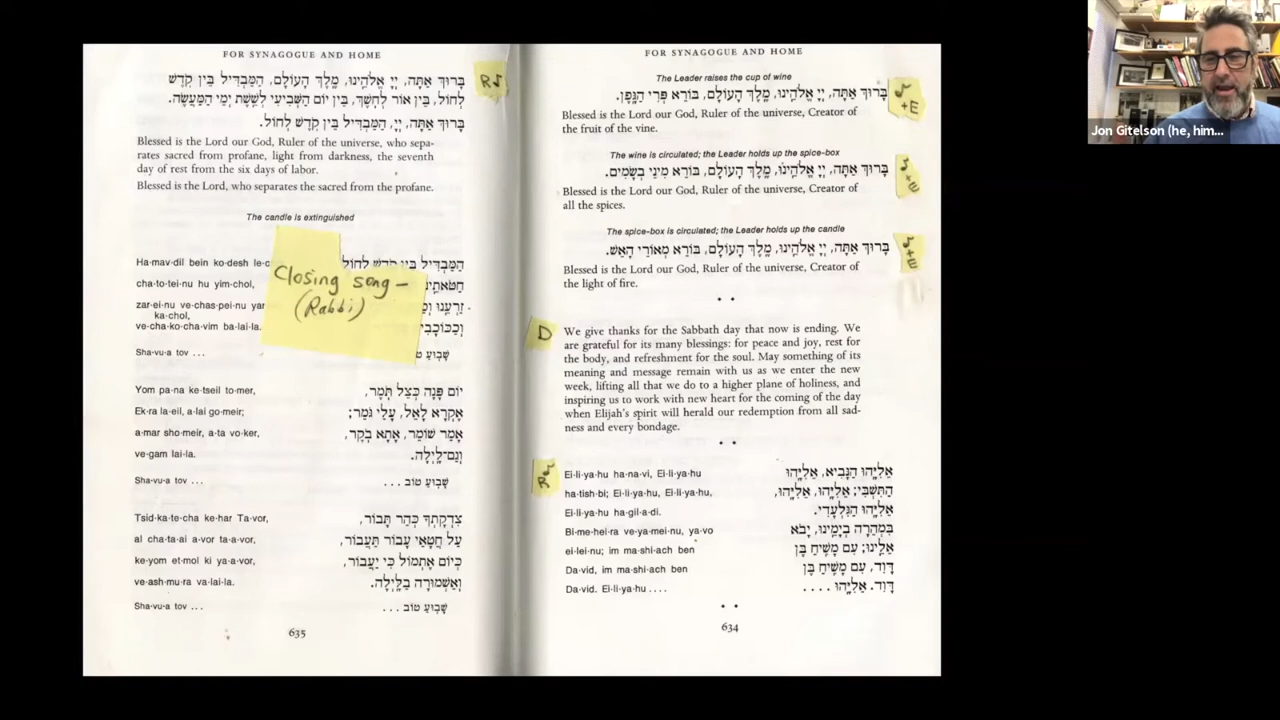 FOR SYNAGOGUE AND HOME
The Leader raises the cup of wine
בָּרוּךְ אַתָּה, יְיָ אֱלֹהֵֽינוּ, מֶֽלֶךְ הָעוֹלָם, בּוֹרֵא פְּרִי הַגָּֽפֶן.
♪
+E
Blessed is the Lord our God, Ruler of the universe, Creator of
the fruit of the vine.
The wine is circulated; the Leader holds up the spice-box
בָּרוּךְ אַתָּה, יְיָ אֱלֹהֵֽינוּ, מֶֽלֶךְ הָעוֹלָם, בּוֹרֵא מִינֵי בְשָׂמִים.
♪
+E
Blessed is the Lord our God, Ruler of the universe, Creator of
all the spices.
The spice-box is circulated; the Leader holds up the candle
בָּרוּךְ אַתָּה, יְיָ אֱלֹהֵֽינוּ, מֶֽלֶךְ הָעוֹלָם, בּוֹרֵא מְאוֹרֵי הָאֵשׁ.
♪
+E
Blessed is the Lord our God, Ruler of the universe, Creator of
the light of fire.
D
We give thanks for the Sabbath day that now is ending. We
are grateful for its many blessings: for peace and joy, rest for
the body, and refreshment for the soul. May something of its
meaning and message remain with us as we enter the new
week, lifting all that we do to a higher plane of holiness, and
inspiring us to work with new heart for the coming of the day
when Elijah's spirit will herald our redemption from all sad-
ness and every bondage.
♪
R
Ei·li·ya·hu ha·na·vi, Ei·li·ya·hu אֵלִיָּֽהוּ הַנָּבִיא, אֵלִיָּֽהוּ
ha·tish·bi; Ei·li·ya·hu, Ei·li·ya·hu, הַתִּשְׁבִּי; אֵלִיָּֽהוּ, אֵלִיָּֽהוּ,
Ei·li·ya·hu ha·gil·a·di. אֵלִיָּֽהוּ הַגִּלְעָדִי.
Bi·me·hei·ra ve·ya·mei·nu, ya·vo בִּמְהֵרָה בְיָמֵֽינוּ, יָבֹא
ei·lei·nu; im ma·shi·ach ben אֵלֵֽינוּ; עִם מָשִֽׁיחַ בֶּן
Da·vid, im ma·shi·ach ben דָּוִד, עִם מָשִֽׁיחַ בֶּן
Da·vid. Ei·li·ya·hu . . . . דָּוִד. אֵלִיָּֽהוּ . . . .
634
FOR SYNAGOGUE AND HOME
R♪
בָּרוּךְ אַתָּה, יְיָ אֱלֹהֵֽינוּ, מֶֽלֶךְ הָעוֹלָם, הַמַּבְדִּיל בֵּין קֹֽדֶשׁ
לְחוֹל, בֵּין אוֹר לְחֹֽשֶׁךְ, בֵּין יוֹם הַשְּׁבִיעִי לְשֵֽׁשֶׁת יְמֵי הַמַּעֲשֶׂה.
בָּרוּךְ אַתָּה, יְיָ, הַמַּבְדִּיל בֵּין קֹֽדֶשׁ לְחוֹל.
Blessed is the Lord our God, Ruler of the universe, who sepa-
rates sacred from profane, light from darkness, the seventh
day of rest from the six days of labor.
Blessed is the Lord, who separates the sacred from the profane.
The candle is extinguished
Ha·mav·dil bein ko·desh הַמַּבְדִּיל בֵּין קֹֽדֶשׁ לְחוֹל
cha·to·tei·nu hu yim·chol,
zar·ei·nu ve·chas·pei·nu
ka·chol,
ve·cha·ko·cha·vim ba·lai·la.
Sha·vu·a tov . . . שָׁבֽוּעַ
Closing song –
(Rabbi)
Yom pa·na ke·tseil to·mer, יוֹם פָּנָה כְּצֵל תֹּֽמֶר,
Ek·ra la·eil, a·lai go·meir; אֶקְרָא לָאֵל, עָלַי גֹּמֵר;
a·mar sho·meir, a·ta vo·ker, אָמַר שׁוֹמֵר, אָתָא בֹֽקֶר,
ve·gam lai·la. וְגַם־לָֽיְלָה.
Sha·vu·a tov . . . שָׁבֽוּעַ טוֹב . . .
Tsid·ka·te·cha ke·har Ta·vor, צִדְקָתְךָ כְּהַר תָּבוֹר,
al cha·ta·ai a·vor ta·a·vor, עַל חֲטָאַי עָבוֹר תַּעֲבוֹר,
ke·yom et·mol ki ya·a·vor, כְּיוֹם אֶתְמוֹל כִּי יַעֲבוֹר,
ve·ash·mu·ra va·lai·la. וְאַשְׁמוּרָה בַלָּֽיְלָה.
Sha·vu·a tov . . . שָׁבֽוּעַ טוֹב . . .
635
Jon Gitelson (he, him...